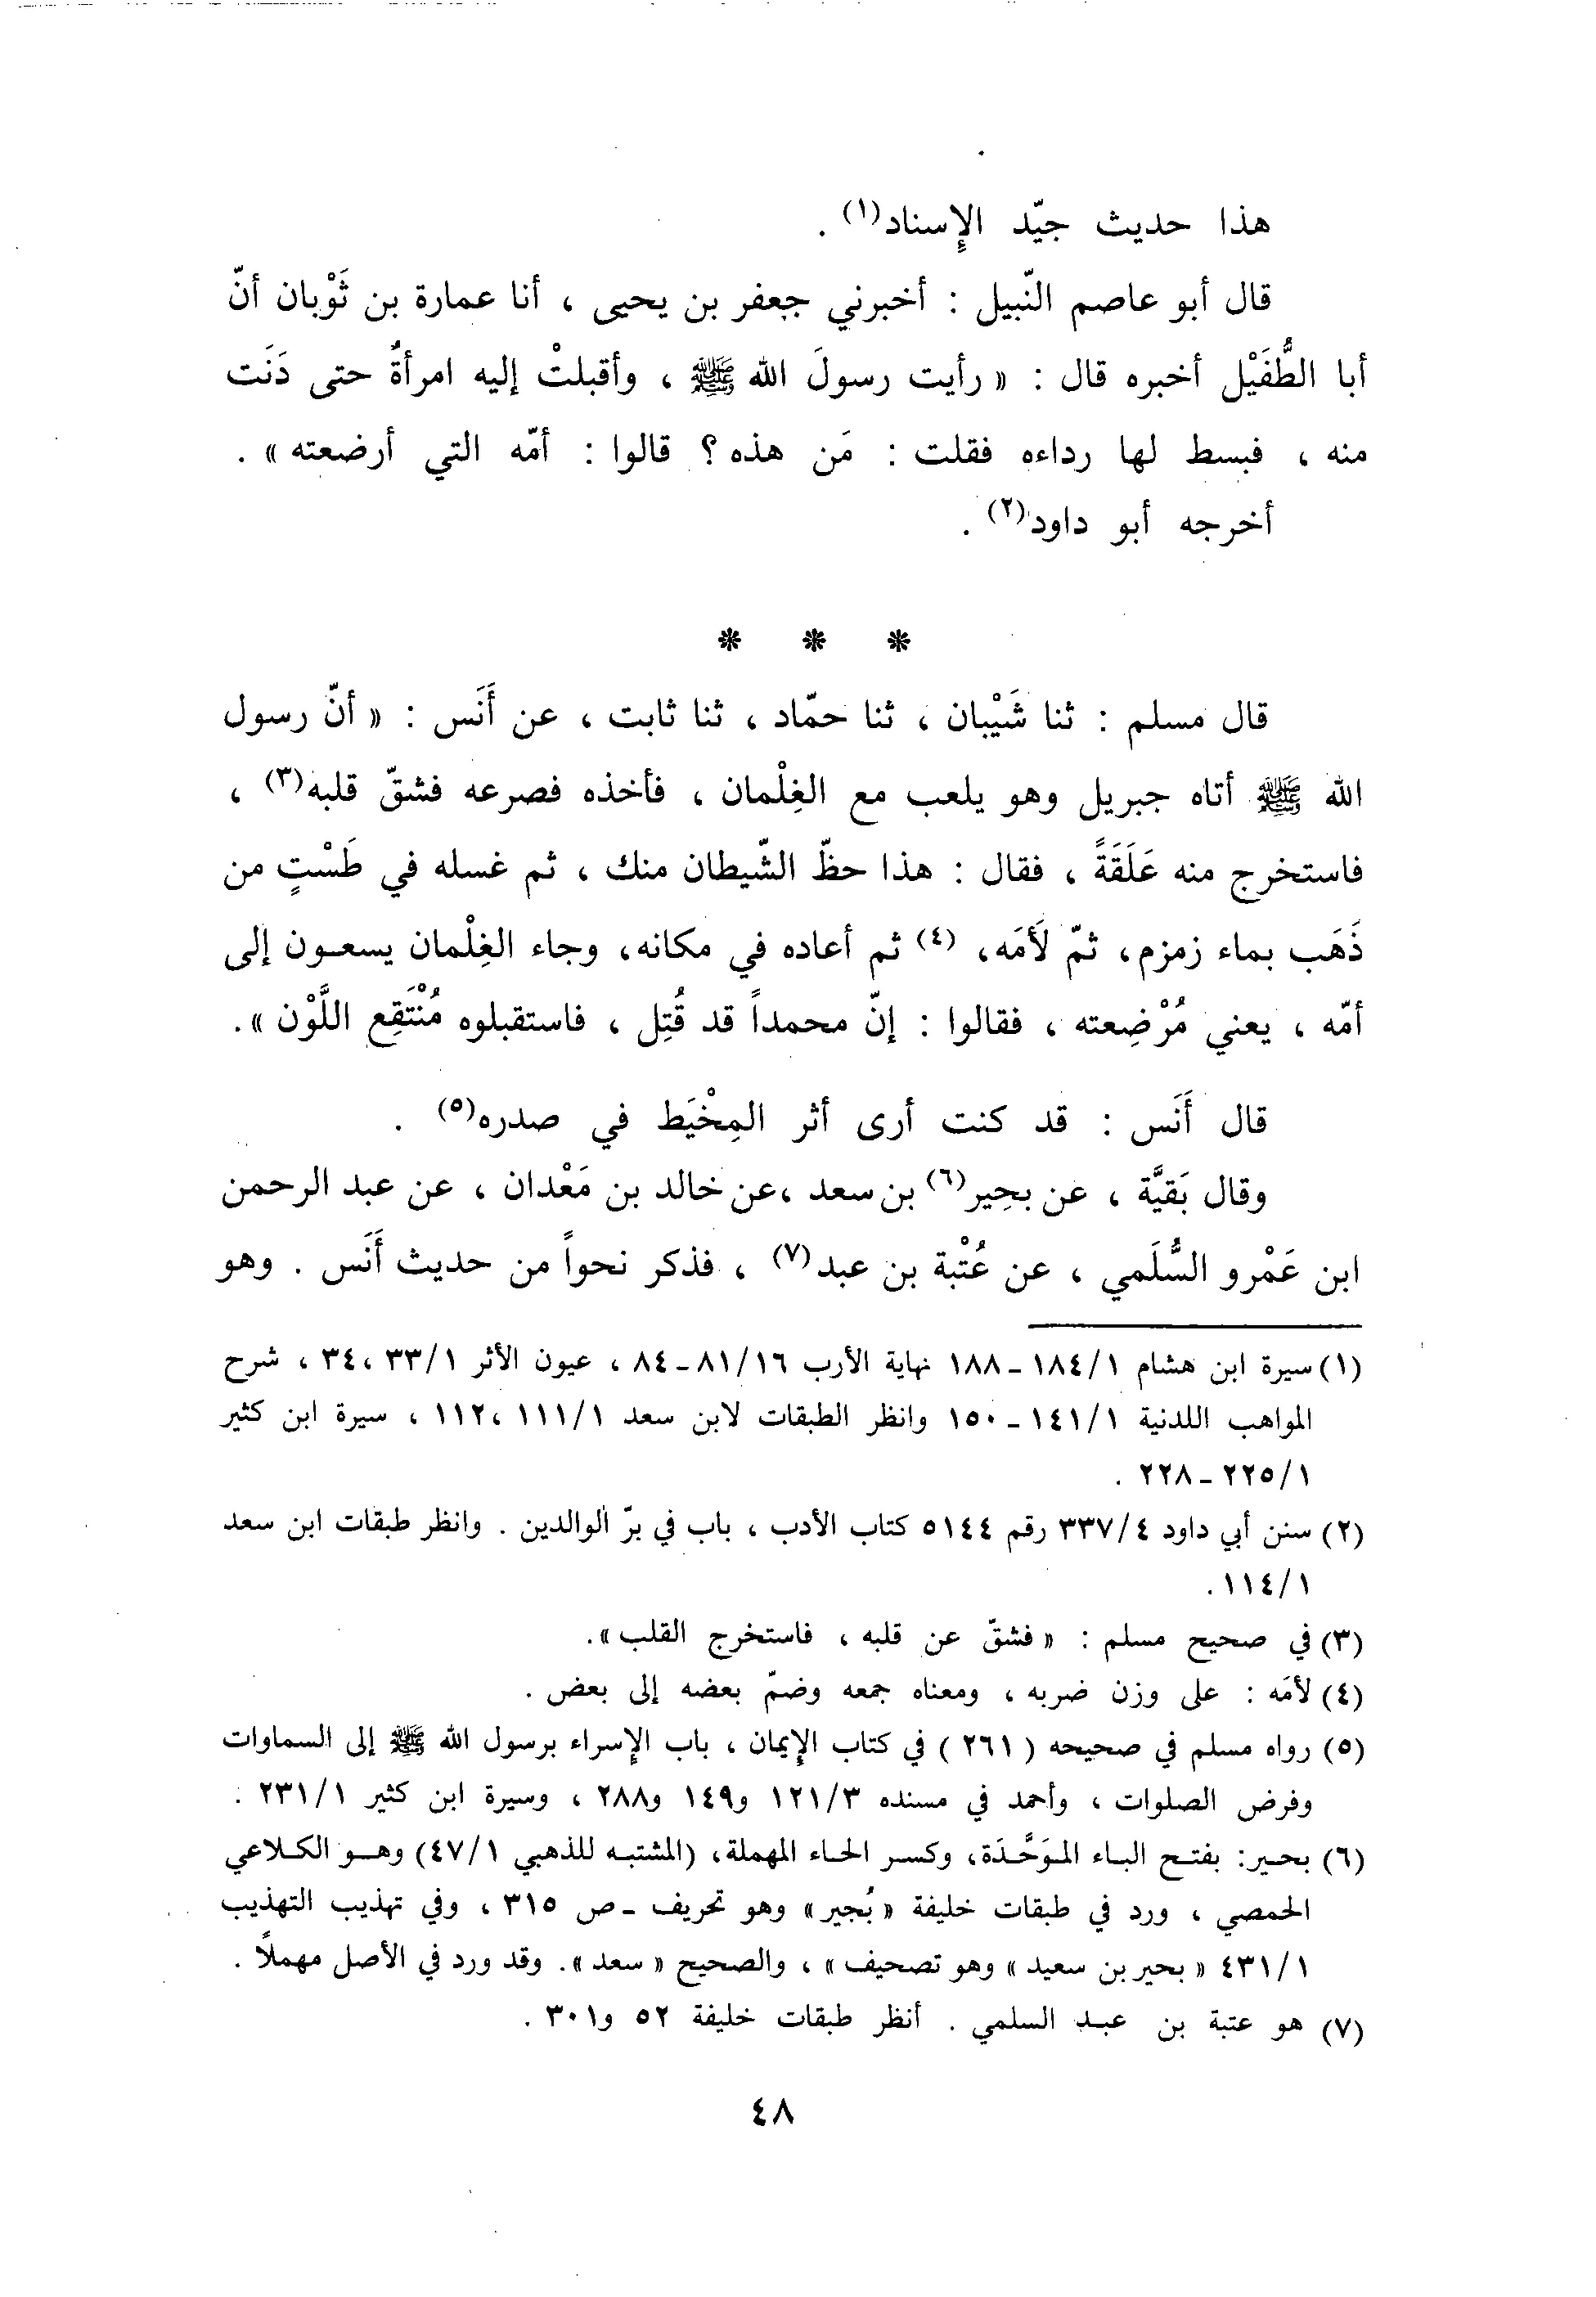 هذا حديث جيّد الإسناد(١) .
قال أبو عاصم النّبيل : أخبرني جعفر بن يحيى ، أنا عمارة بن ثَوْبان أنّ
أبا الطُّفَيْل أخبره قال : « رأيت رسولَ الله ﷺ ، وأقبلتْ إليه امرأةٌ حتى دَنَت
منه ، فبسط لها رداءه فقلت : مَن هذه ؟ قالوا : أمّه التي أرضعته » .
أخرجه أبو داود(٢) .
* * *
قال مسلم : ثنا شَيْبان ، ثنا حمّاد ، ثنا ثابت ، عن أَنَس : « أنّ رسول
الله ﷺ أتاه جبريل وهو يلعب مع الغِلْمان ، فأخذه فصرعه فشقّ قلبه(٣) ،
فاستخرج منه عَلَقَةً ، فقال : هذا حظّ الشّيطان منك ، ثم غسله في طَسْتٍ من
ذَهَب بماء زمزم، ثمّ لَأَمَه، (٤) ثم أعاده في مكانه، وجاء الغِلْمان يسعون إلى
أمّه ، يعني مُرْضِعته ، فقالوا : إنّ محمداً قد قُتِل ، فاستقبلوه مُنْتَقِع اللَّوْن ».
قال أَنَس : قد كنت أرى أثر المِخْيَط في صدره(٥) .
وقال بَقيَّة ، عن بحِير(٦) بن سعد ،عن خالد بن مَعْدان ، عن عبد الرحمن
ابن عَمْرو السُّلَمي ، عن عُتْبة بن عبد(٧) ، فذكر نحواً من حديث أَنَس . وهو
(١) سيرة ابن هشام ١/١٨٤ ـ ١٨٨ نهاية الأرب ١٦/٨١ ـ ٨٤ ، عيون الأثر ١/٣٣ ،٣٤ ، شرح
المواهب اللدنية ١/١٤١ ـ ١٥٠ وانظر الطبقات لابن سعد ١/١١١ ،١١٢ ، سيرة ابن كثير
١/٢٢٥ ـ ٢٢٨ .
(٢) سنن أبي داود ٤/٣٣٧ رقم ٥١٤٤ كتاب الأدب ، باب في برّ الوالدين . وانظر طبقات ابن سعد
١/١١٤ .
(٣) في صحيح مسلم : « فشقّ عن قلبه ، فاستخرج القلب ».
(٤) لأمَه : على وزن ضربه ، ومعناه جمعه وضمّ بعضه إلى بعض .
(٥) رواه مسلم في صحيحه ( ٢٦١ ) في كتاب الإيمان ، باب الإسراء برسول الله ﷺ إلى السماوات
وفرض الصلوات ، وأحمد في مسنده ٣/١٢١ و١٤٩ و٢٨٨ ، وسيرة ابن كثير ١/٢٣١ .
(٦) بحير: بفتح الباء الموَحَّدَة، وكسر الحاء المهملة، (المشتبه للذهبي ١/٤٧) وهو الكلاعي
الحمصي ، ورد في طبقات خليفة « بُجير» وهو تحريف ـ ص ٣١٥ ، وفي تهذيب التهذيب
١/٤٣١ « بحير بن سعيد » وهو تصحيف» ، والصحيح « سعد ». وقد ورد في الأصل مهملًا .
(٧) هو عتبة بن عبد السلمي . أنظر طبقات خليفة ٥٢ و٣٠١ .
٤٨